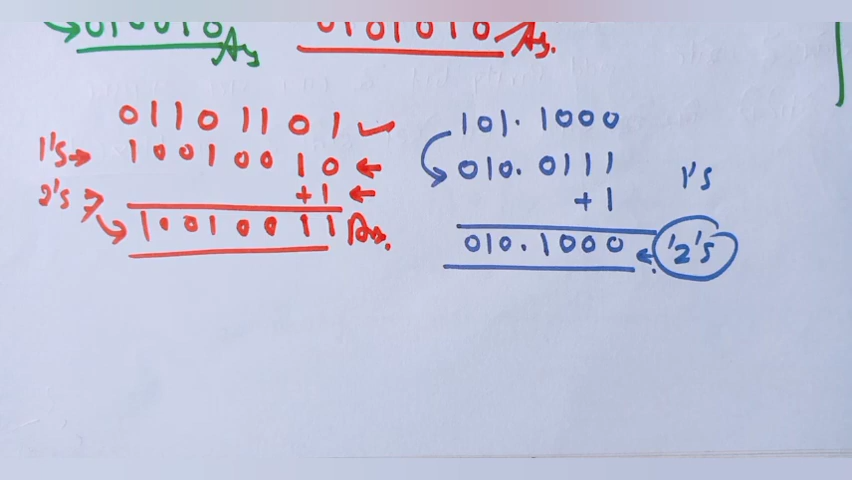 010010 Ans
0101010 Ans.
01101101
1's → 10010010 ←
2's +1 ←
10010011 Ans.
101.1000
010.0111 1's
+1
010.1000 ← '2's